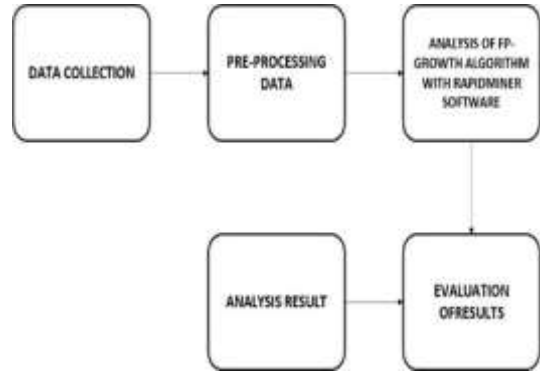 DATA COLLECTION
PRE-PROCESSING
DATA
ANALYSIS OF FP-
GROWTH ALGORITHM
WITH RAPIDMINER
SOFTWARE
ANALYSIS RESULT
EVALUATION
OFRESULTS